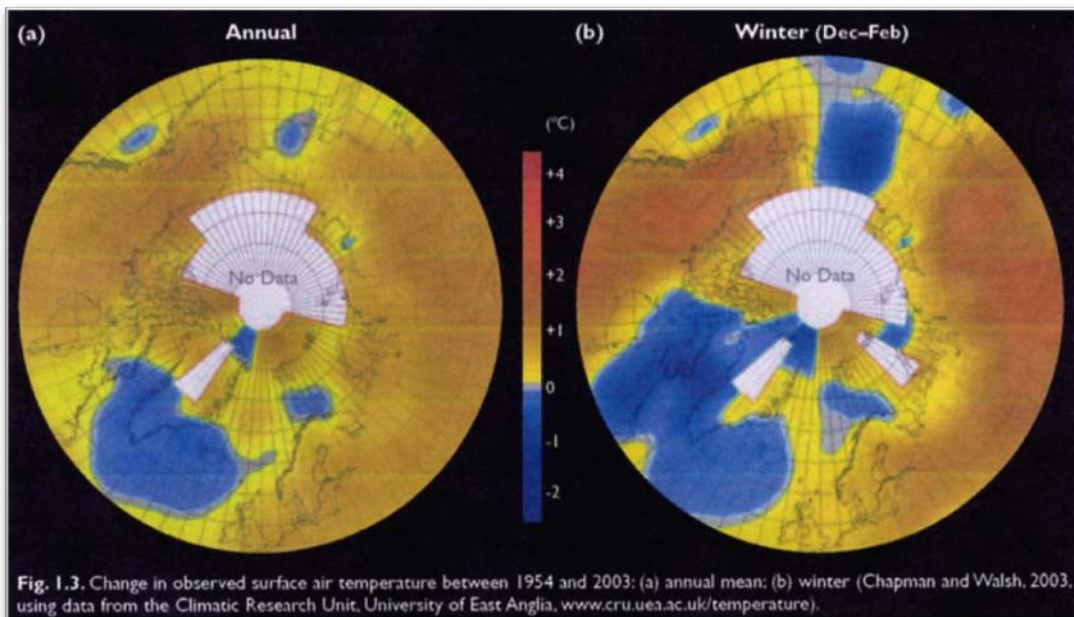 (a) Annual
(b) Winter (Dec–Feb)
(°C)
+4
+3
+2
+1
0
-1
-2
No Data
No Data
Fig. 1.3. Change in observed surface air temperature between 1954 and 2003: (a) annual mean; (b) winter (Chapman and Walsh, 2003,
using data from the Climatic Research Unit, University of East Anglia, www.cru.uea.ac.uk/temperature).